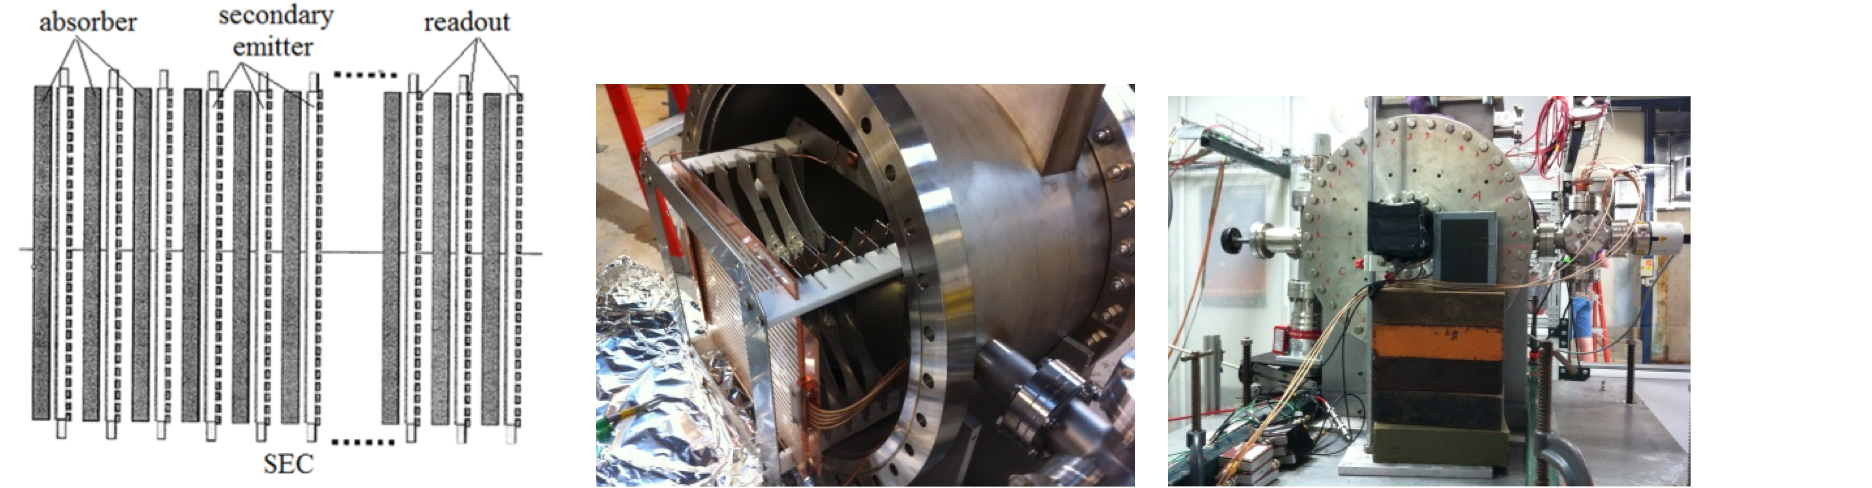 absorber
secondary
emitter
readout
SEC